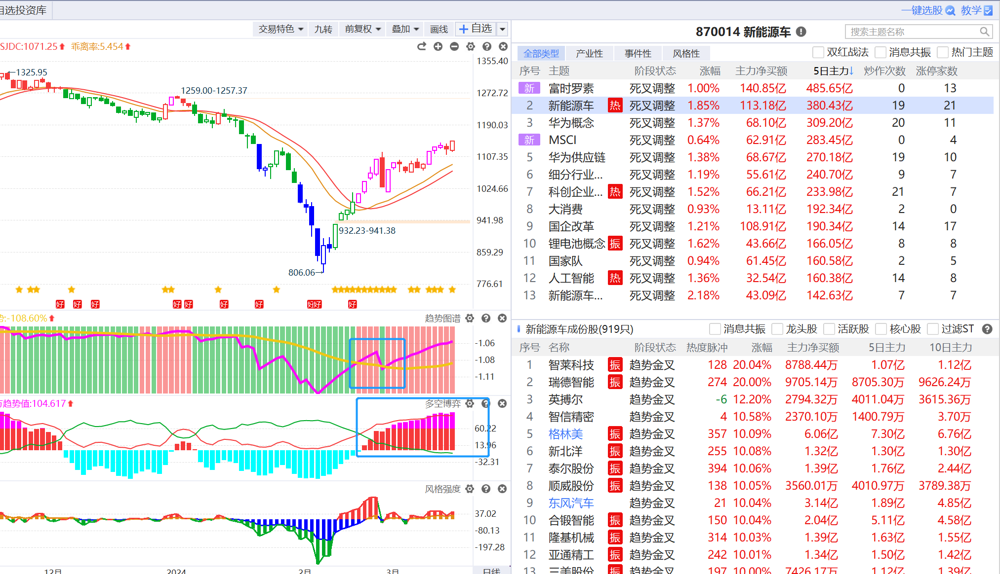 自选投资库
一键选股 教学
交易特色 九转 前复权 叠加 画线 自选
870014 新能源车
搜索主题名称
SJDC:1071.25 乖离率:5.454
1355.40
1325.95
1259.00-1257.37
1272.72
1190.03
1107.35
1024.66
941.98
932.23-941.38
859.29
806.06
776.61
好 好 好 好 好 好 好 好 好 好
势:-108.60%
趋势图谱
-1.06
-1.08
-1.11
趋势值:104.617
多空博弈
60.22
13.96
-32.31
风格强度
37.02
-80.13
-197.28
12月 2024 2月 3月 日线
全部类型 产业性 事件性 风格性 双红战法 消息共振 热门主题
序号 主题 阶段状态 涨幅 主力净买额 5日主力↓ 炒作次数 涨停家数
新 富时罗素 死叉调整 1.00% 140.85亿 485.65亿 0 13
2 新能源车 热 死叉调整 1.85% 113.18亿 380.43亿 19 21
3 华为概念 死叉调整 1.37% 68.10亿 309.20亿 20 11
新 MSCI 死叉调整 0.64% 62.91亿 283.45亿 0 4
5 华为供应链 死叉调整 1.38% 68.67亿 270.18亿 19 10
6 细分行业... 死叉调整 1.19% 55.61亿 240.70亿 9 7
7 科创企业... 热 死叉调整 1.52% 66.21亿 233.98亿 21 7
8 大消费 死叉调整 0.93% 13.11亿 192.34亿 2 0
9 国企改革 死叉调整 1.21% 108.91亿 190.34亿 14 17
10 锂电池概念 振 死叉调整 1.62% 43.66亿 166.05亿 8 8
11 国家队 死叉调整 0.94% 61.45亿 160.58亿 2 5
12 人工智能 热 死叉调整 1.36% 32.54亿 160.38亿 14 8
13 新能源车... 死叉调整 2.18% 43.09亿 142.63亿 7 7
新能源车成份股(919只) 消息共振 龙头股 活跃股 核心股 过滤ST
序号 名称 阶段状态 热度脉冲 涨幅 主力净买额 5日主力 10日主力
1 智莱科技 振 趋势金叉 128 20.04% 8788.44万 1.07亿 1.12亿
2 瑞德智能 振 趋势金叉 274 20.00% 9705.14万 8705.30万 9626.24万
3 英搏尔 趋势金叉 -6 12.20% 2794.32万 4011.04万 3615.36万
4 智信精密 趋势金叉 4 10.58% 2370.10万 1400.79万 3.70万
5 格林美 振 趋势金叉 357 10.09% 6.06亿 7.30亿 6.76亿
6 新北洋 振 趋势金叉 255 10.08% 1.32亿 1.30亿 1.30亿
7 泰尔股份 振 趋势金叉 394 10.06% 1.39亿 1.76亿 2.44亿
8 顺威股份 振 趋势金叉 138 10.05% 3560.01万 4010.97万 3789.38万
9 东风汽车 趋势金叉 21 10.04% 3.14亿 1.89亿 4.85亿
10 合锻智能 振 趋势金叉 150 10.04% 2.04亿 5.11亿 4.58亿
11 隆基机械 振 趋势金叉 314 10.03% 1.39亿 1.63亿 1.55亿
12 亚通精工 振 趋势金叉 242 10.01% 1.34亿 1.50亿 1.42亿
13 三美股份 振 趋势金叉 197 10.00% 7426.17万 1.12亿 1.39亿